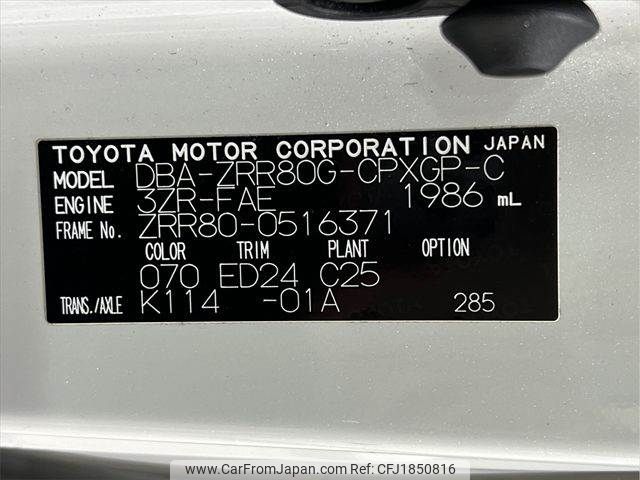 TOYOTA MOTOR CORPORATION JAPAN
MODEL DBA-ZRR80G-CPXGP-C
ENGINE 3ZR-FAE 1986 mL
FRAME No. ZRR80-0516371
COLOR TRIM PLANT OPTION
070 ED24 C25
TRANS./AXLE K114 -01A 285
www.CarFromJapan.com | Ref No: CFJ1850816